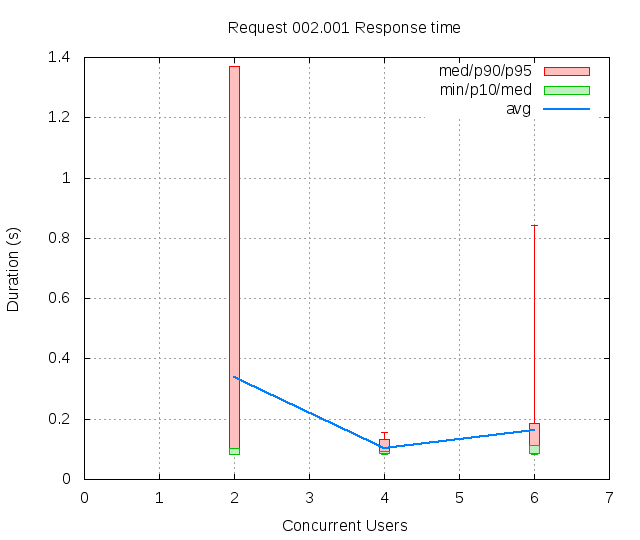 Request 002.001 Response time
med/p90/p95
min/p10/med
avg
1.4
1.2
1
0.8
0.6
0.4
0.2
0
Duration (s)
0 1 2 3 4 5 6 7
Concurrent Users